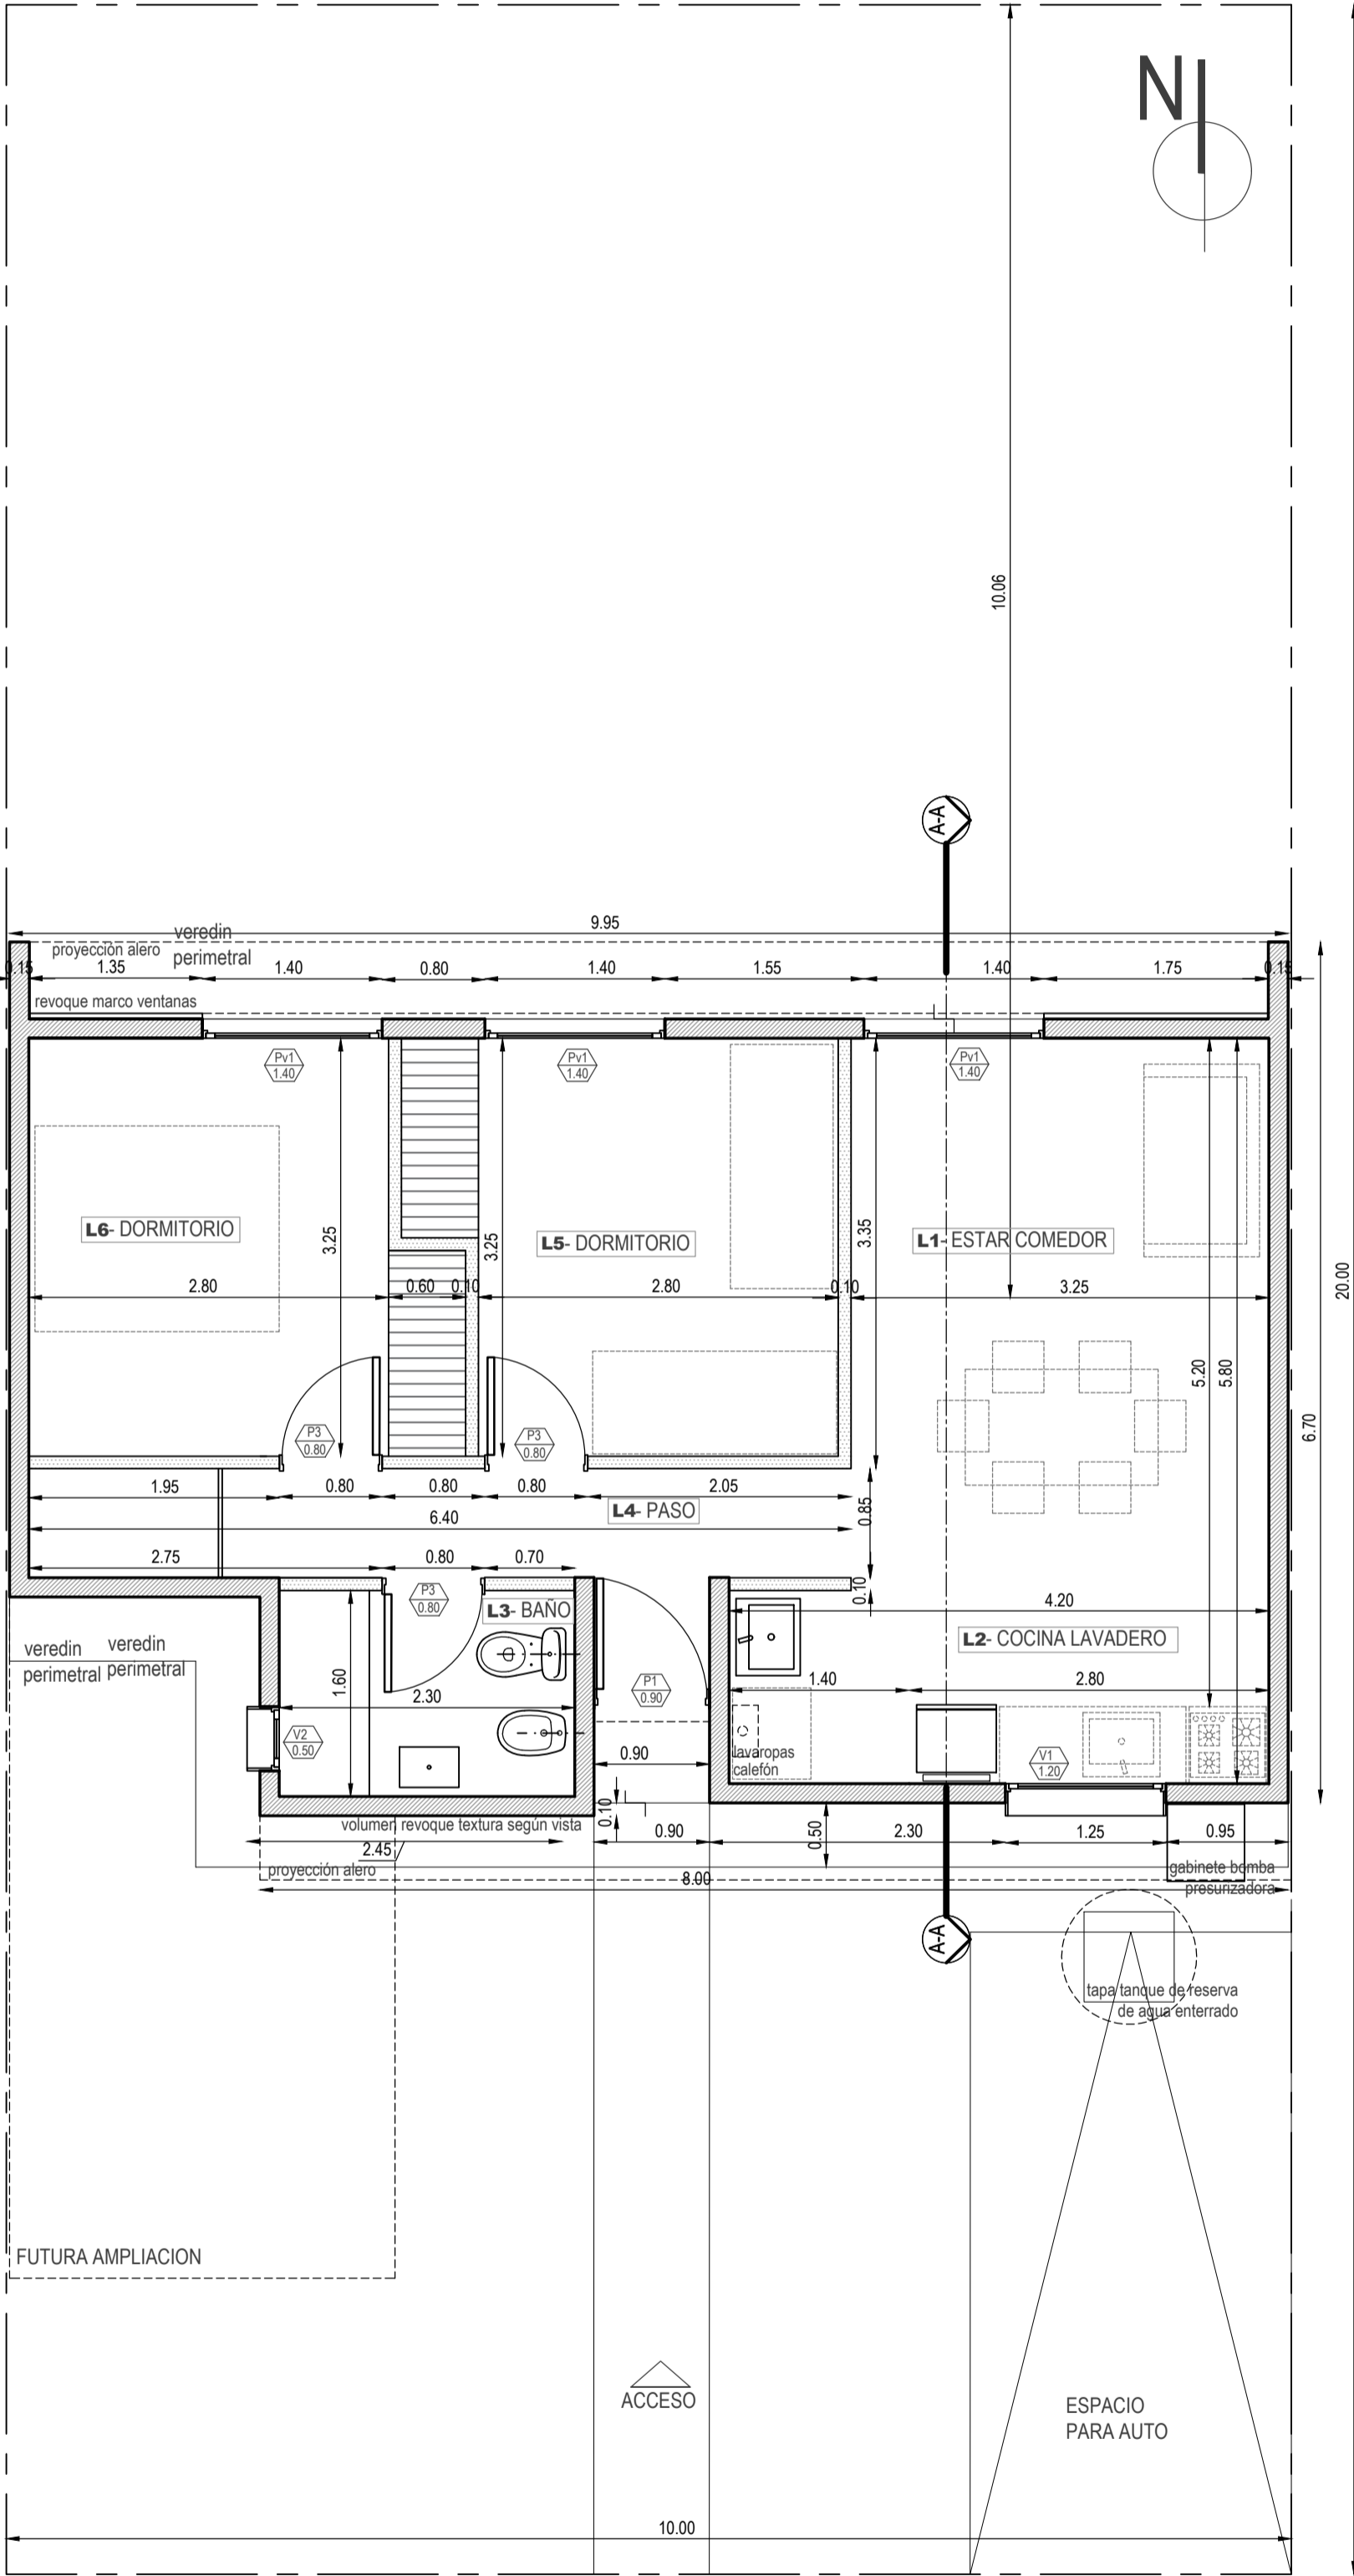 N
10.06
A-A
9.95
veredin
proyección alero
perimetral
0.15
1.35
1.40
0.80
1.40
1.55
1.40
1.75
0.15
revoque marco ventanas
Pv1
1.40
Pv1
1.40
Pv1
1.40
L6- DORMITORIO
3.25
3.25
L5- DORMITORIO
3.35
L1- ESTAR COMEDOR
20.00
2.80
0.60
0.10
2.80
0.10
3.25
5.20
5.80
6.70
P3
0.80
P3
0.80
1.95
0.80
0.80
0.80
2.05
L4- PASO
0.85
6.40
2.75
0.80
0.70
P3
0.80
L3- BAÑO
0.10
4.20
L2- COCINA LAVADERO
veredin
perimetral
veredin
perimetral
1.60
2.30
P1
0.90
1.40
2.80
V2
0.50
0.90
lavaropas
calefón
V1
1.20
0.10
volumen revoque textura según vista
2.45
0.90
0.50
2.30
1.25
0.95
proyección alero
8.00
gabinete bomba
presurizadora
A-A
tapa tanque de reserva
de agua enterrado
FUTURA AMPLIACION
ACCESO
ESPACIO
PARA AUTO
10.00